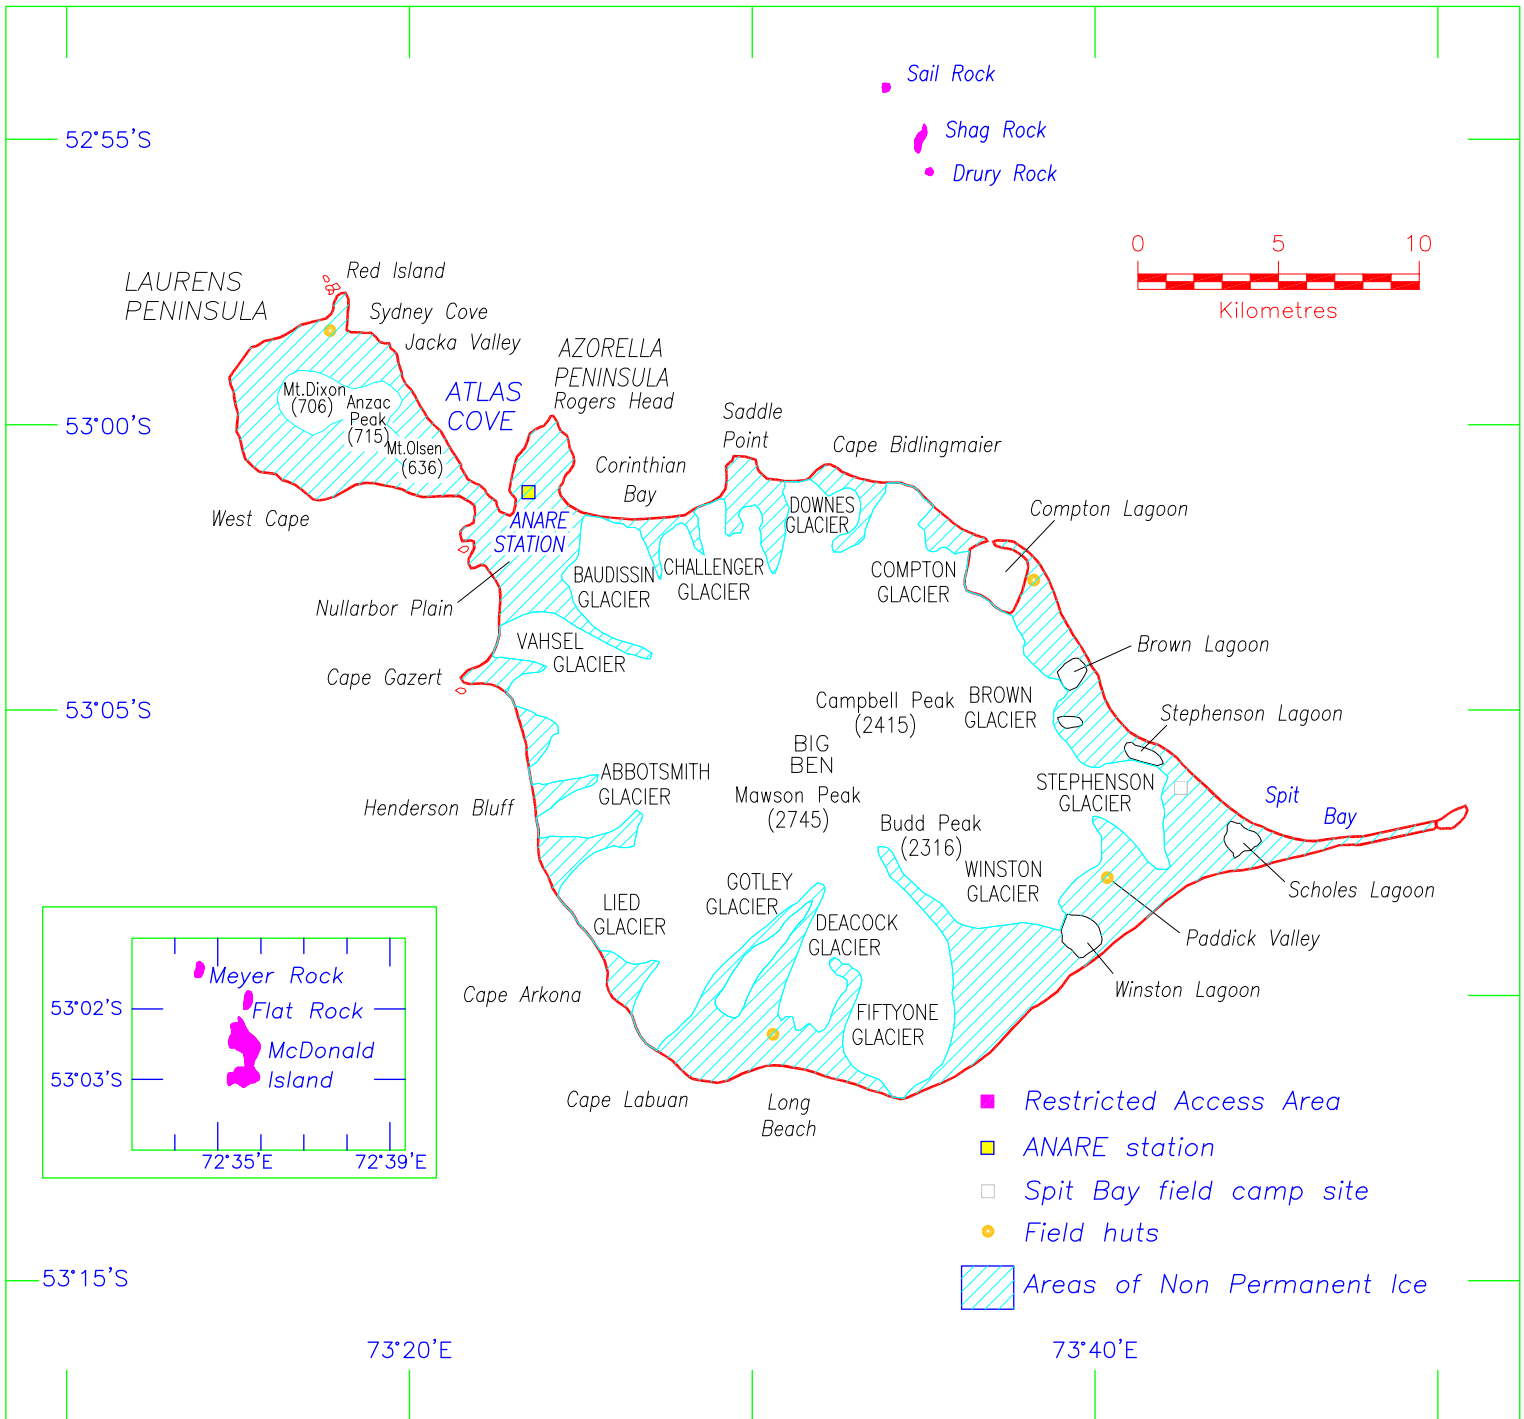 Sail Rock
52°55'S
Shag Rock
Drury Rock
0 5 10
Kilometres
LAURENS
PENINSULA
Red Island
Sydney Cove
Jacka Valley
AZORELLA
PENINSULA
Rogers Head
ATLAS
COVE
Mt.Dixon
(706)
Anzac
Peak
(715)
Mt.Olsen
(636)
53°00'S
Saddle
Point
Cape Bidlingmaier
Corinthian
Bay
West Cape
ANARE
STATION
DOWNES
GLACIER
Compton Lagoon
BAUDISSIN
GLACIER
CHALLENGER
GLACIER
COMPTON
GLACIER
Nullarbor Plain
VAHSEL
GLACIER
Brown Lagoon
Cape Gazert
53°05'S
Campbell Peak
(2415)
BROWN
GLACIER
Stephenson Lagoon
BIG
BEN
ABBOTSMITH
GLACIER
Mawson Peak
(2745)
STEPHENSON
GLACIER
Henderson Bluff
Spit
Bay
Budd Peak
(2316)
WINSTON
GLACIER
GOTLEY
GLACIER
Scholes Lagoon
LIED
GLACIER
DEACOCK
GLACIER
Paddick Valley
Winston Lagoon
Cape Arkona
FIFTYONE
GLACIER
Meyer Rock
53°02'S
Flat Rock
McDonald
Island
53°03'S
72°35'E
72°39'E
Cape Labuan
Long
Beach
Restricted Access Area
ANARE station
Spit Bay field camp site
Field huts
Areas of Non Permanent Ice
53°15'S
73°20'E
73°40'E